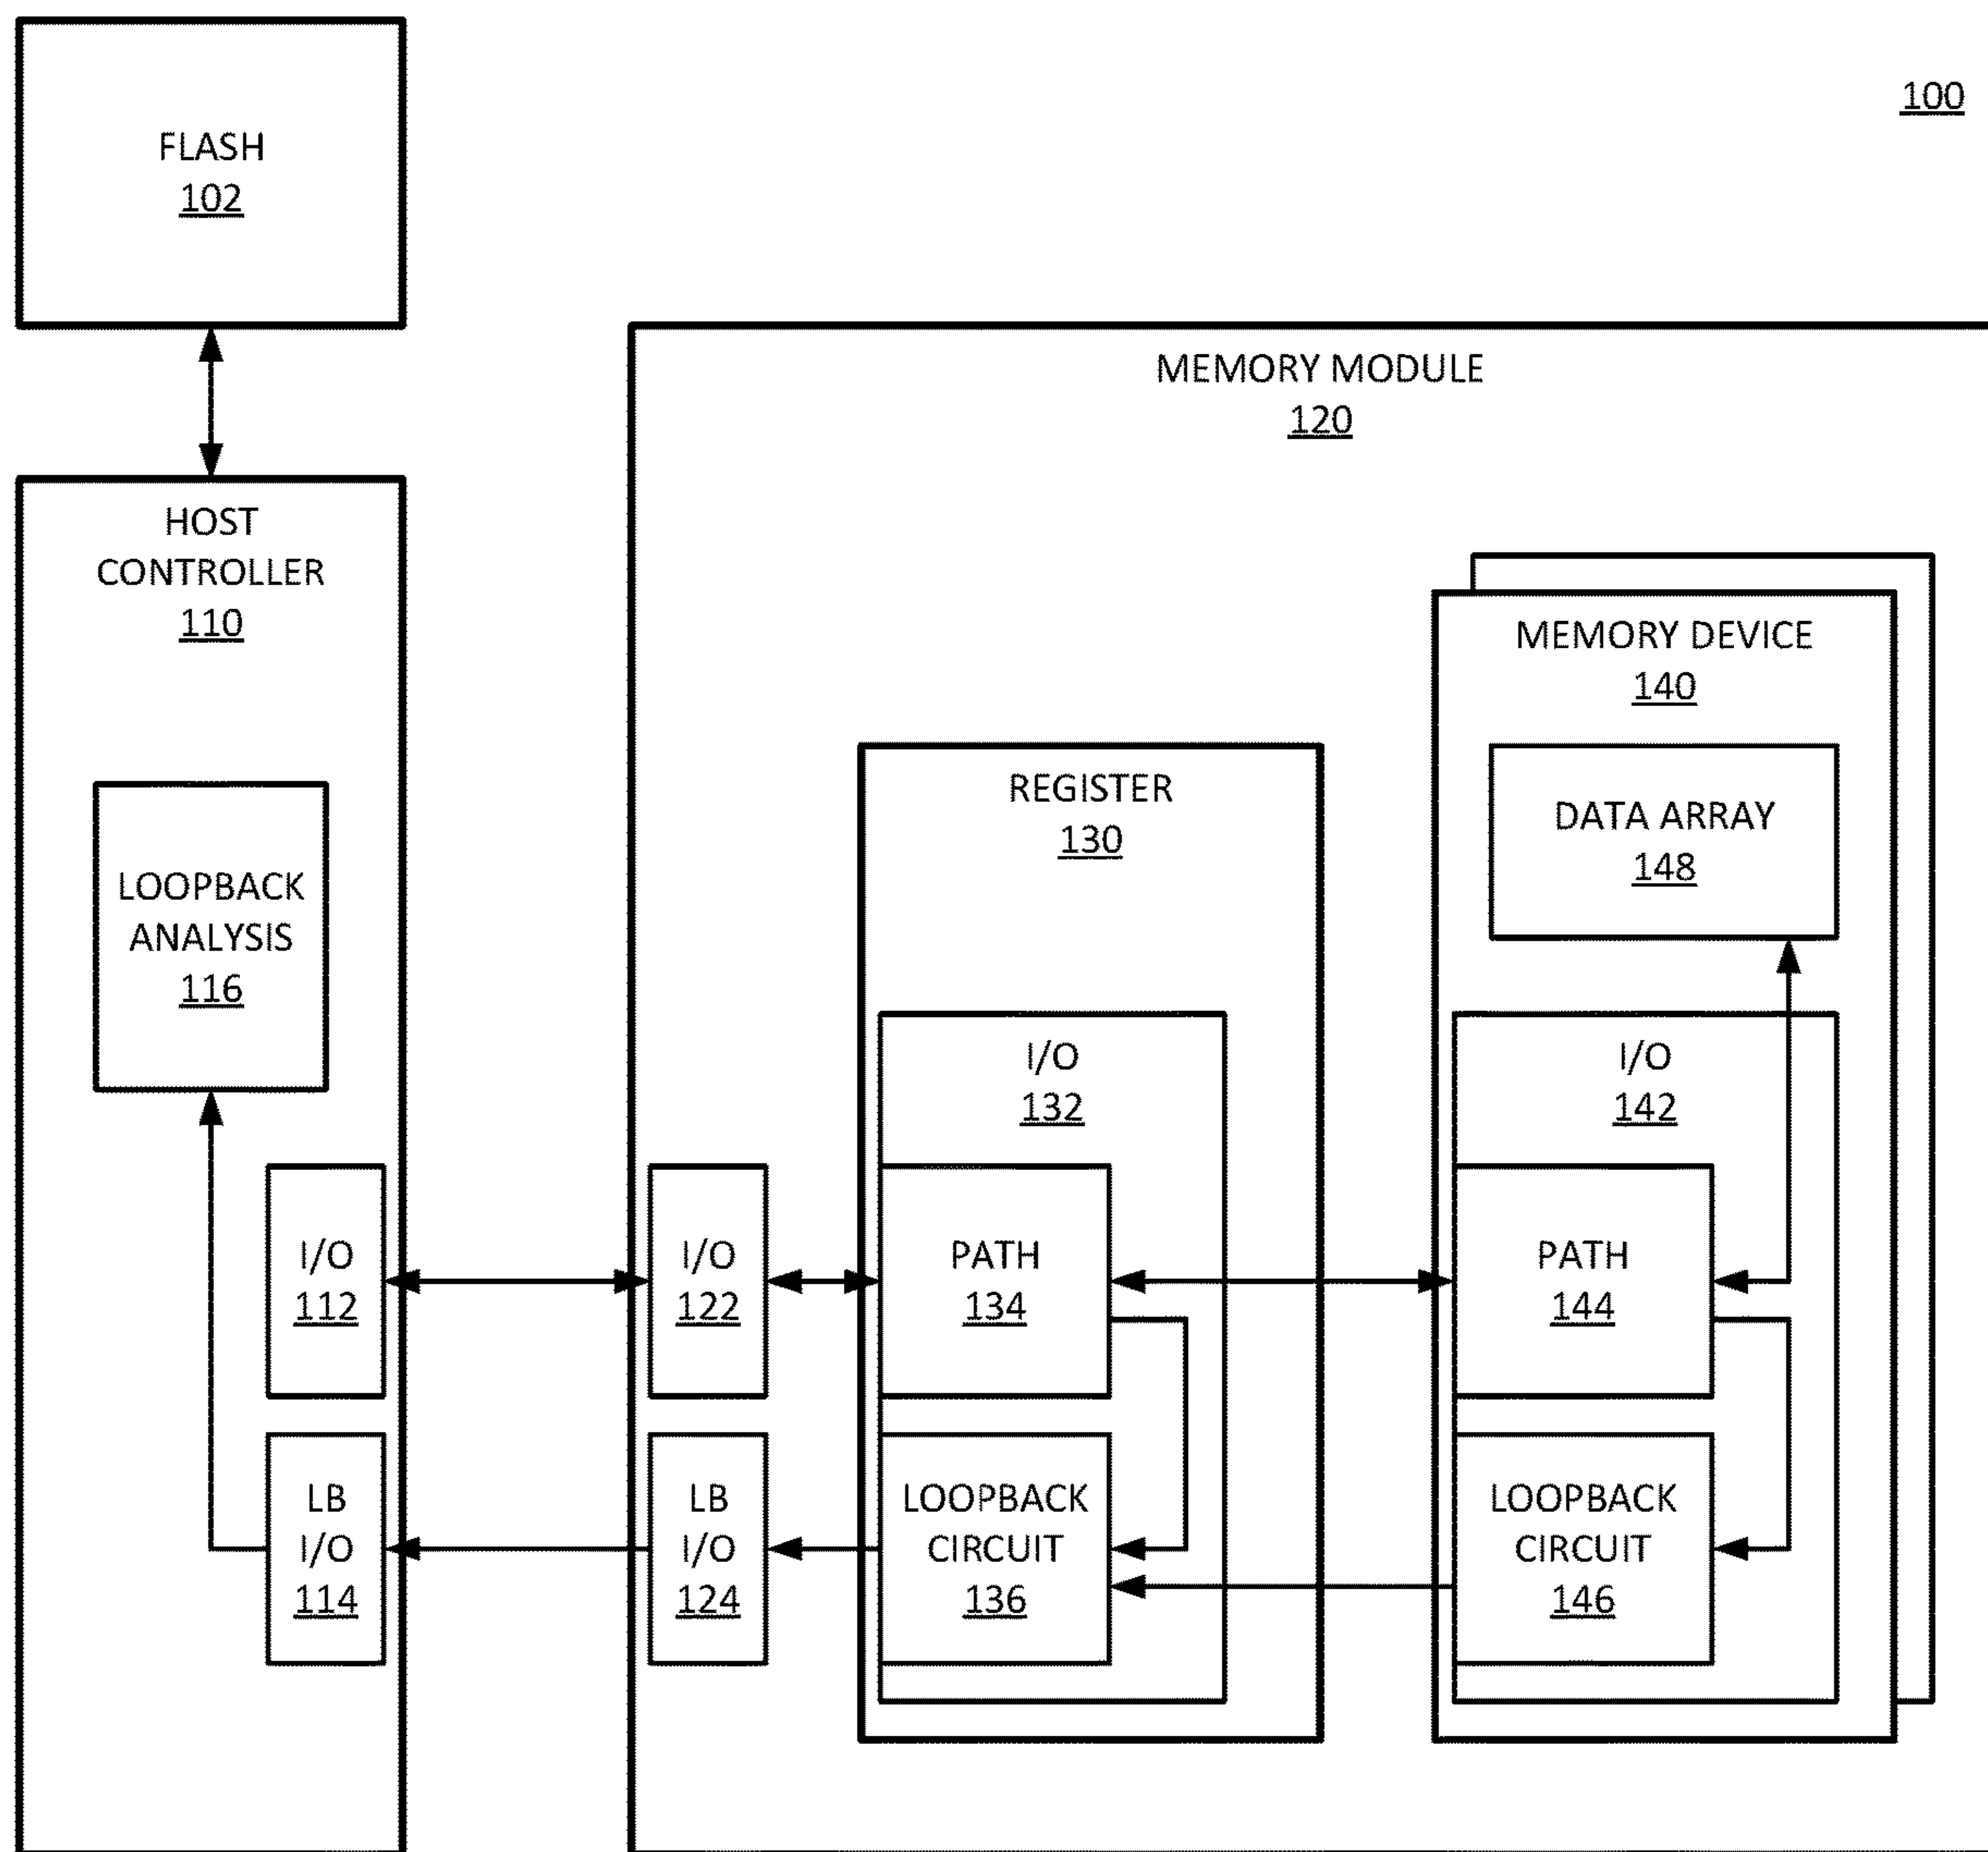 100
FLASH
102
HOST
CONTROLLER
110
LOOPBACK
ANALYSIS
116
I/O
112
LB
I/O
114
MEMORY MODULE
120
I/O
122
LB
I/O
124
REGISTER
130
I/O
132
PATH
134
LOOPBACK
CIRCUIT
136
MEMORY DEVICE
140
DATA ARRAY
148
I/O
142
PATH
144
LOOPBACK
CIRCUIT
146